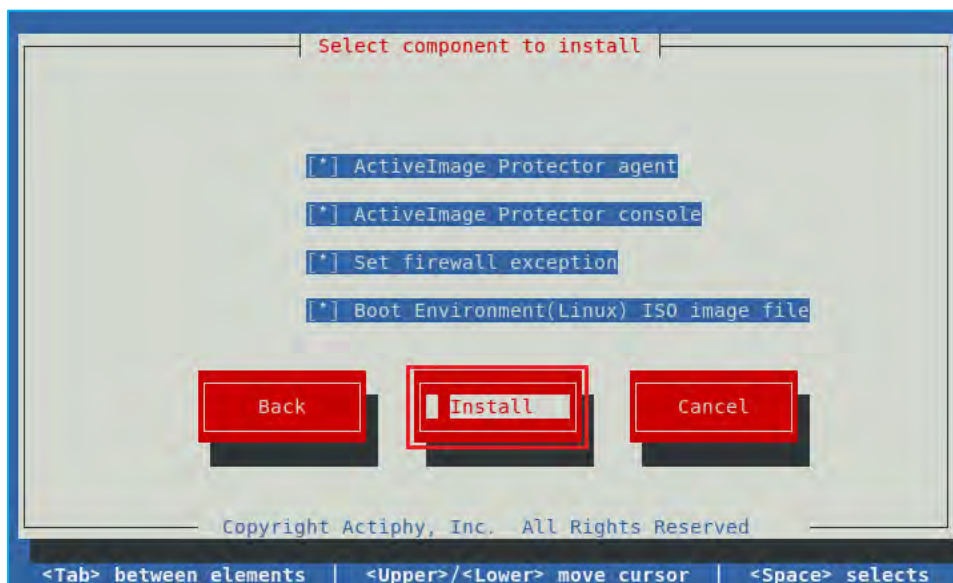 Select component to install
[*] ActiveImage Protector agent
[*] ActiveImage Protector console
[*] Set firewall exception
[*] Boot Environment(Linux) ISO image file
Back Install Cancel
Copyright Actiphy, Inc. All Rights Reserved
<Tab> between elements | <Upper>/<Lower> move cursor | <Space> selects